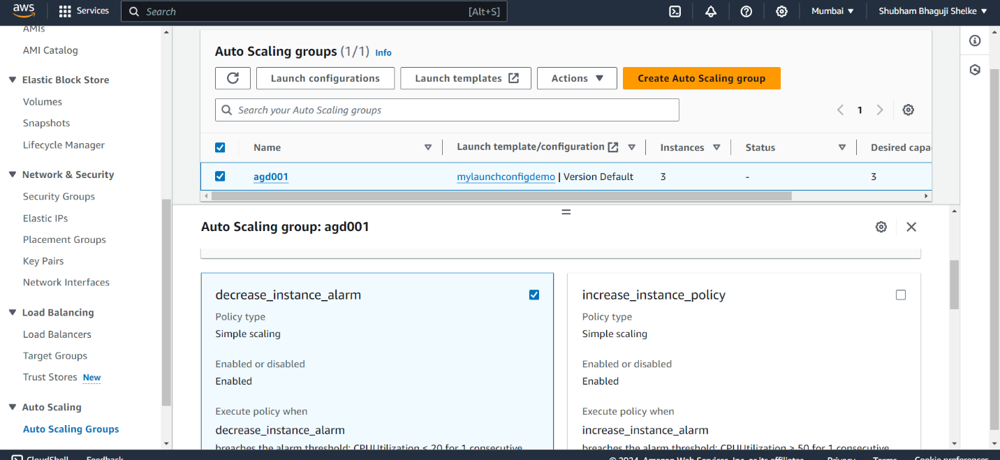 aws
Services
Search
[Alt+S]
Mumbai
Shubham Bhaguji Shelke
AMIs
AMI Catalog
Elastic Block Store
Volumes
Snapshots
Lifecycle Manager
Network & Security
Security Groups
Elastic IPs
Placement Groups
Key Pairs
Network Interfaces
Load Balancing
Load Balancers
Target Groups
Trust Stores New
Auto Scaling
Auto Scaling Groups
Auto Scaling groups (1/1) Info
Launch configurations
Launch templates
Actions
Create Auto Scaling group
Search your Auto Scaling groups
1
Name Launch template/configuration Instances Status Desired capa
agd001 mylaunchconfigdemo | Version Default 3 - 3
Auto Scaling group: agd001
decrease_instance_alarm
Policy type
Simple scaling
Enabled or disabled
Enabled
Execute policy when
decrease_instance_alarm
breaches the alarm threshold: CPUUtilization < 20 for 1 consecutive
increase_instance_policy
Policy type
Simple scaling
Enabled or disabled
Enabled
Execute policy when
increase_instance_alarm
breaches the alarm threshold: CPUUtilization > 50 for 1 consecutive
CloudShell Feedback
© 2024, Amazon Web Services, Inc. or its affiliates. Privacy Terms Cookie preferences